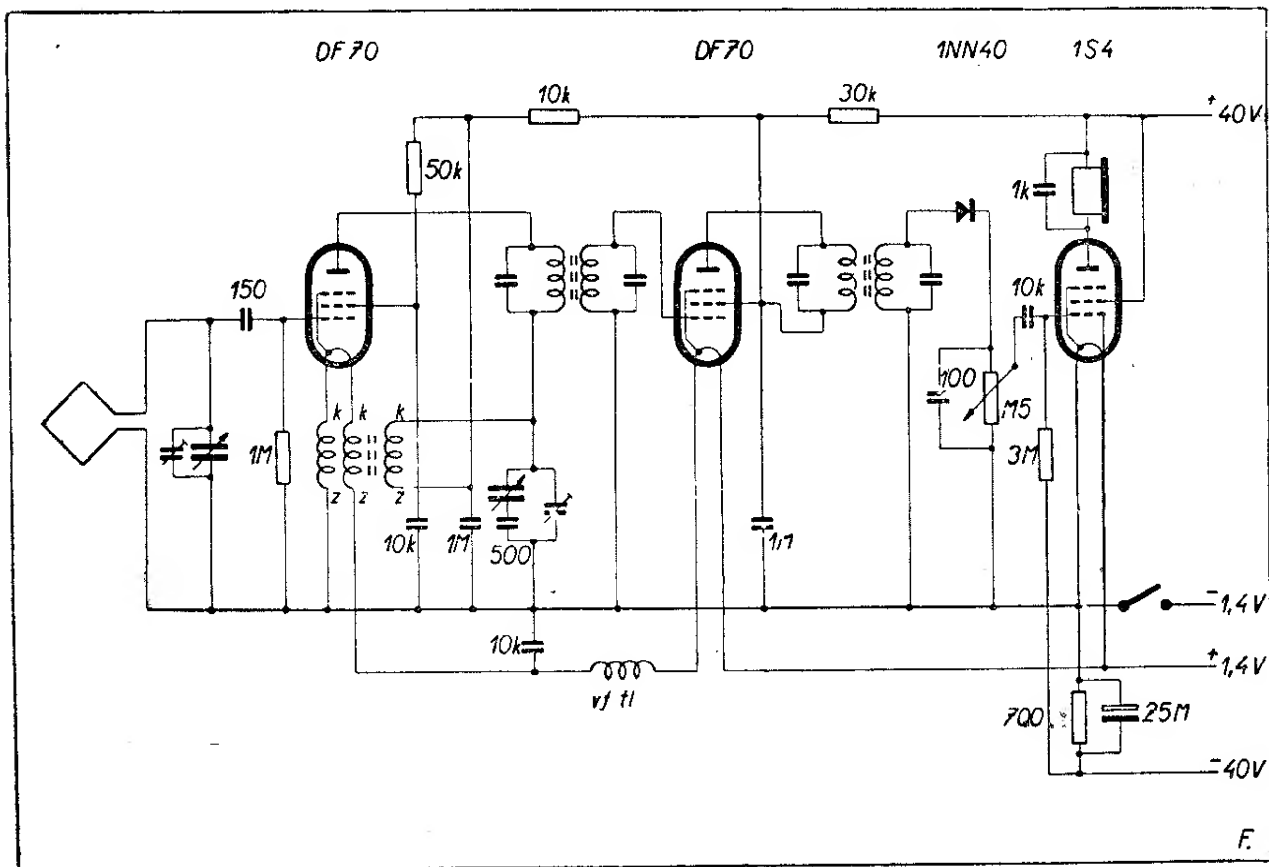 DF70 DF70 1NN40 1S4
10k 30k + 40V
50k 1k
150 10k
100
k k k M5
1M 3M
z z z
10k 1M 500 1M
- 1,4V
10k + 1,4V
vf tl
700 25M
- 40V
F.